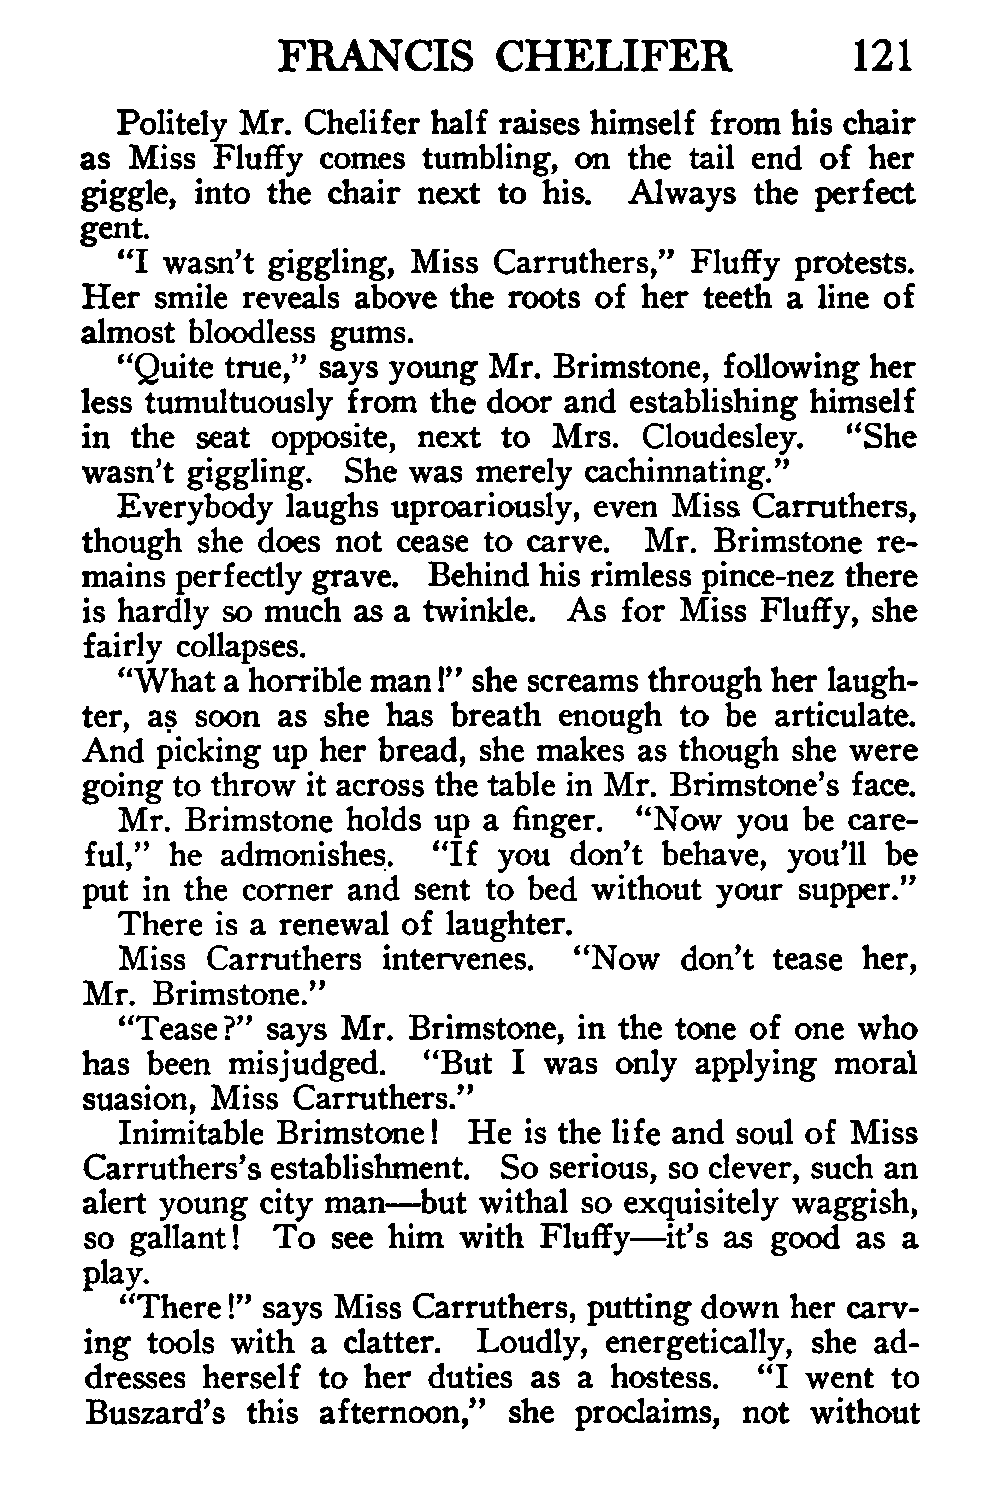 FRANCIS CHELIFER 121
Politely Mr. Chelifer half raises himself from his chair
as Miss Fluffy comes tumbling, on the tail end of her
giggle, into the chair next to his. Always the perfect
gent.
“I wasn’t giggling, Miss Carruthers,” Fluffy protests.
Her smile reveals above the roots of her teeth a line of
almost bloodless gums.
“Quite true,” says young Mr. Brimstone, following her
less tumultuously from the door and establishing himself
in the seat opposite, next to Mrs. Cloudesley. “She
wasn’t giggling. She was merely cachinnating.”
Everybody laughs uproariously, even Miss Carruthers,
though she does not cease to carve. Mr. Brimstone re-
mains perfectly grave. Behind his rimless pince-nez there
is hardly so much as a twinkle. As for Miss Fluffy, she
fairly collapses.
“What a horrible man!” she screams through her laugh-
ter, as soon as she has breath enough to be articulate.
And picking up her bread, she makes as though she were
going to throw it across the table in Mr. Brimstone’s face.
Mr. Brimstone holds up a finger. “Now you be care-
ful,” he admonishes. “If you don’t behave, you’ll be
put in the corner and sent to bed without your supper.”
There is a renewal of laughter.
Miss Carruthers intervenes. “Now don’t tease her,
Mr. Brimstone.”
“Tease?” says Mr. Brimstone, in the tone of one who
has been misjudged. “But I was only applying moral
suasion, Miss Carruthers.”
Inimitable Brimstone! He is the life and soul of Miss
Carruthers’s establishment. So serious, so clever, such an
alert young city man—but withal so exquisitely waggish,
so gallant! To see him with Fluffy—it’s as good as a
play.
“There!” says Miss Carruthers, putting down her carv-
ing tools with a clatter. Loudly, energetically, she ad-
dresses herself to her duties as a hostess. “I went to
Buszard’s this afternoon,” she proclaims, not without